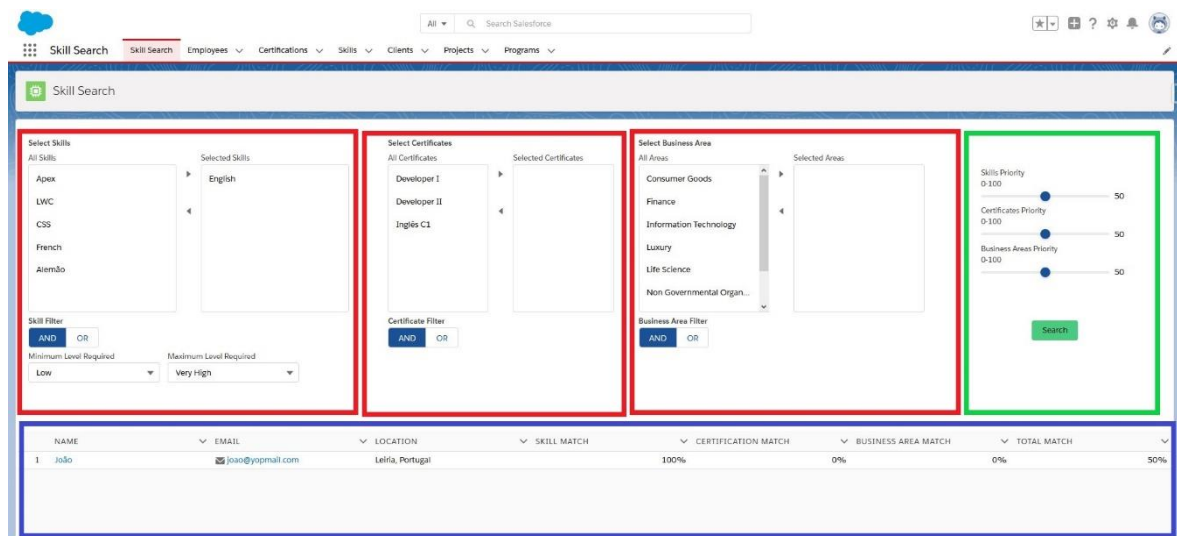 All Search Salesforce
Skill Search Skill Search Employees Certifications Skills Clients Projects Programs
Skill Search
Select Skills
All Skills Selected Skills
Apex
LWC
CSS
French
Alemão
English
Skill Filter
AND OR
Minimum Level Required Maximum Level Required
Low Very High
Select Certificates
All Certificates Selected Certificates
Developer I
Developer II
Inglês C1
Certificate Filter
AND OR
Select Business Area
All Areas Selected Areas
Consumer Goods
Finance
Information Technology
Luxury
Life Science
Non Governmental Organ...
Business Area Filter
AND OR
Skills Priority
0-100
50
Certificates Priority
0-100
50
Business Areas Priority
0-100
50
Search
NAME EMAIL LOCATION SKILL MATCH CERTIFICATION MATCH BUSINESS AREA MATCH TOTAL MATCH
1 João joao@yopmail.com Leiria, Portugal 100% 0% 0% 50%